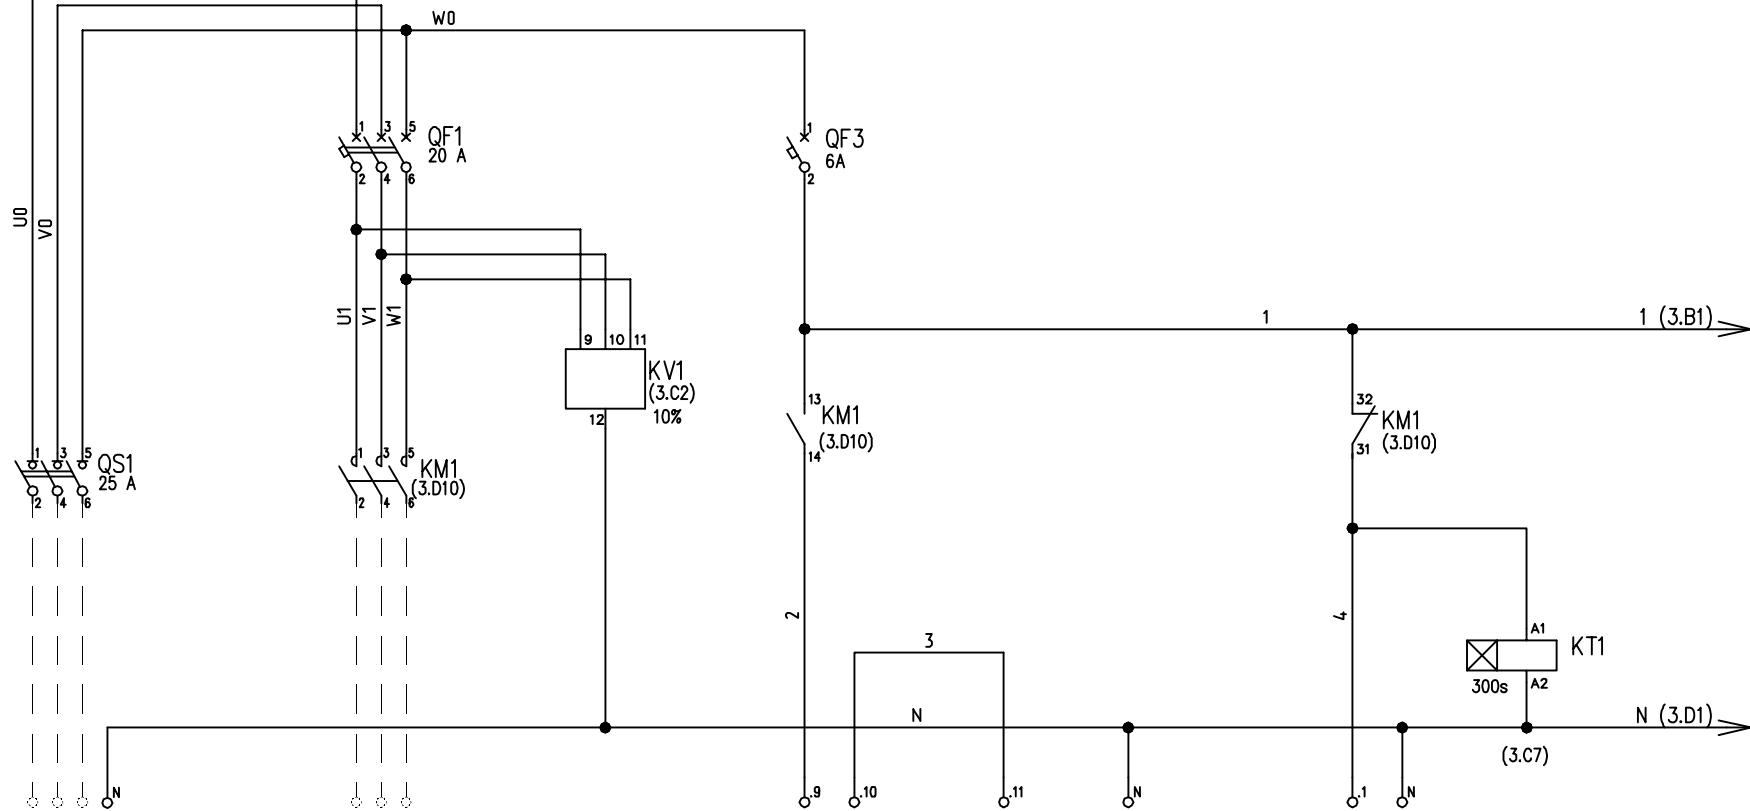 W0
1 3 5 QF1
20 A
2 4 6
1 QF3
6A
2
U0
V0
U1
V1
W1
1
1 (3.B1)
9 10 11
KV1
(3.C2)
10%
12
13
KM1
(3.D10)
14
32
KM1
(3.D10)
31
1 3 5
QS1
25 A
2 4 6
1 3 5
KM1
(3.D10)
2 4 6
2
4
3
A1
KT1
300s
A2
N
N (3.D1)
(3.C7)
N
.9
.10
.11
N
.1
N